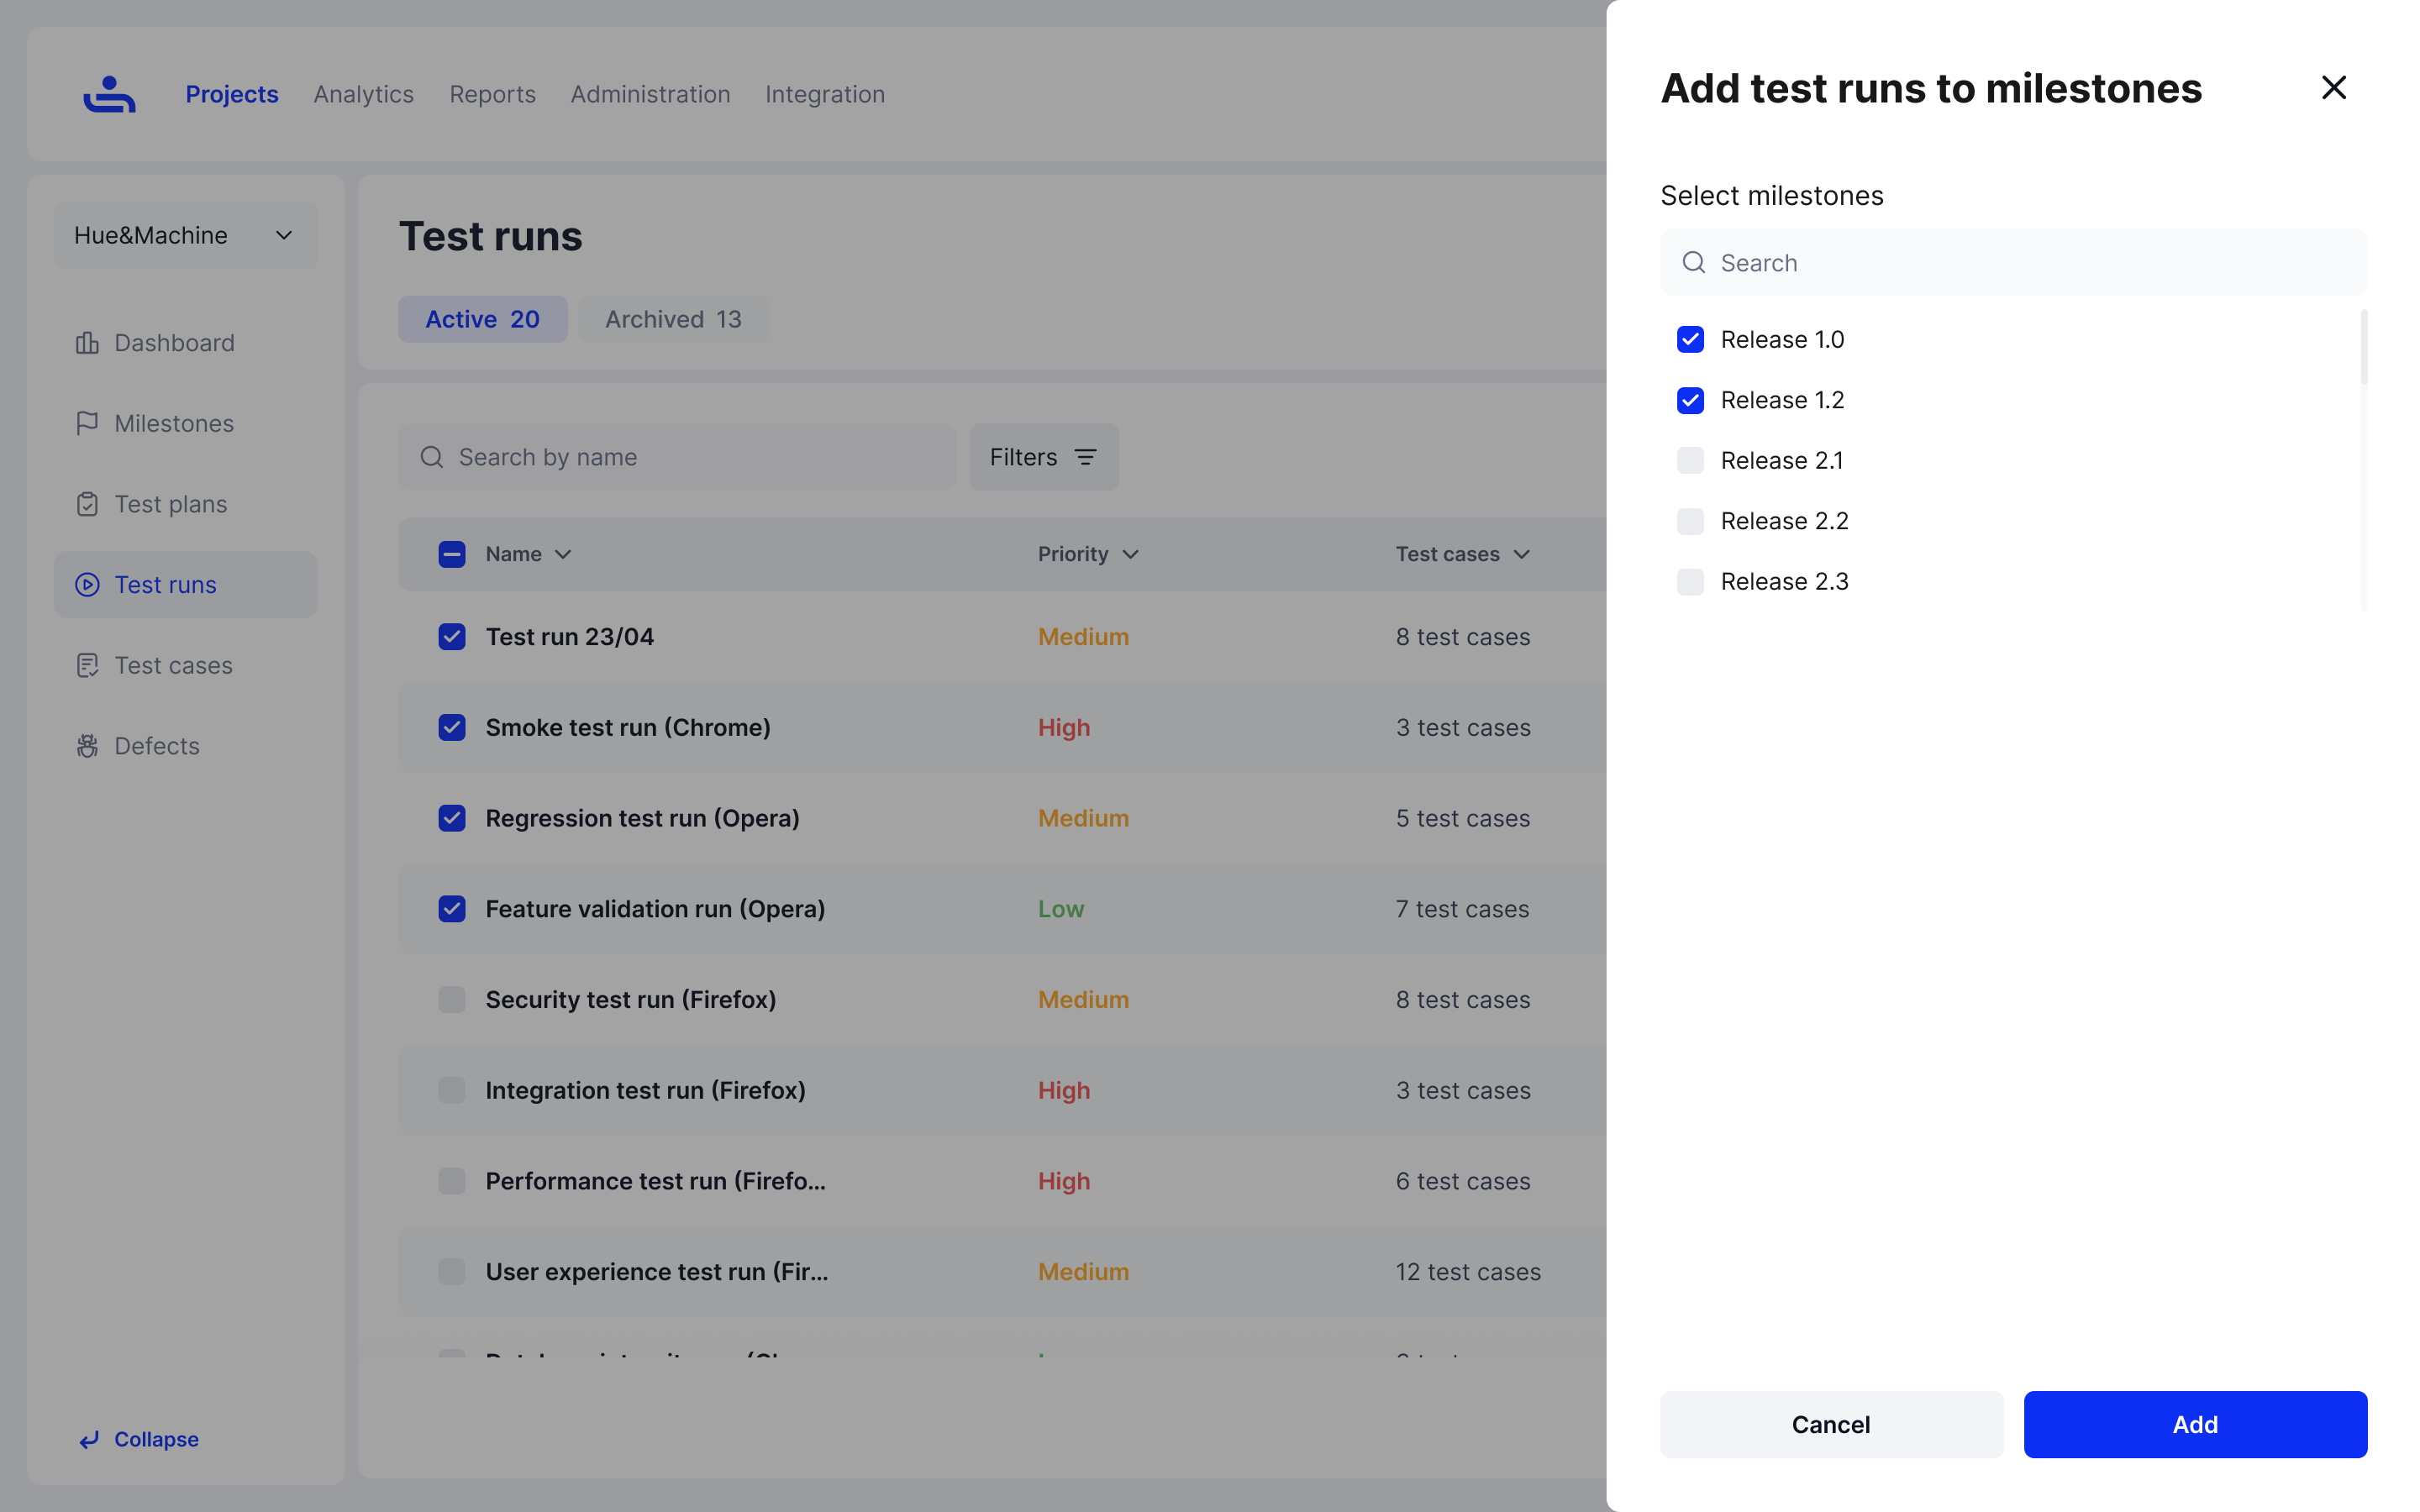 Projects Analytics Reports Administration Integration
Hue&Machine
Dashboard
Milestones
Test plans
Test runs
Test cases
Defects
Collapse
Test runs
Active 20 Archived 13
Search by name Filters
Name Priority Test cases
Test run 23/04 Medium 8 test cases
Smoke test run (Chrome) High 3 test cases
Regression test run (Opera) Medium 5 test cases
Feature validation run (Opera) Low 7 test cases
Security test run (Firefox) Medium 8 test cases
Integration test run (Firefox) High 3 test cases
Performance test run (Firefo... High 6 test cases
User experience test run (Fir... Medium 12 test cases
Add test runs to milestones
Select milestones
Search
Release 1.0
Release 1.2
Release 2.1
Release 2.2
Release 2.3
Cancel Add